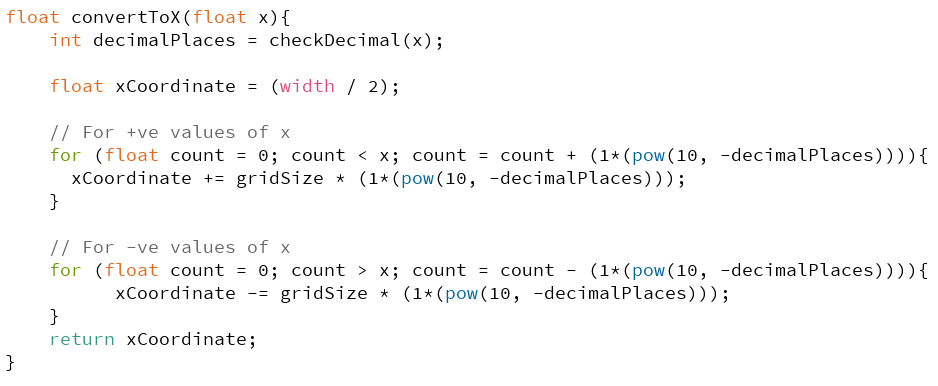 float convertToX(float x){
    int decimalPlaces = checkDecimal(x);

    float xCoordinate = (width / 2);

    // For +ve values of x
    for (float count = 0; count < x; count = count + (1*(pow(10, -decimalPlaces)))){
      xCoordinate += gridSize * (1*(pow(10, -decimalPlaces)));
    }

    // For -ve values of x
    for (float count = 0; count > x; count = count - (1*(pow(10, -decimalPlaces)))){
          xCoordinate -= gridSize * (1*(pow(10, -decimalPlaces)));
    }
    return xCoordinate;
}